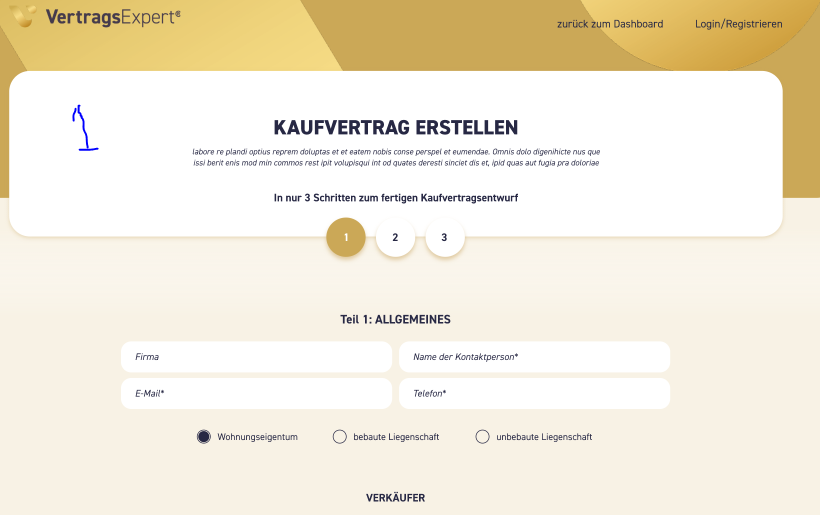 VertragsExpert®
zurück zum Dashboard
Login/Registrieren
1
KAUFVERTRAG ERSTELLEN
labore re plandi optius reprem doluptas et et eatem nobis conse perspel et eumendae. Omnis dolo digenihicte nus que
issi berit enis mod min commos rest ipit volupisqui int od quates deresti sinciet dis et, ipid quas aut fugia pra doloriae
In nur 3 Schritten zum fertigen Kaufvertragsentwurf
1 2 3
Teil 1: ALLGEMEINES
Firma
Name der Kontaktperson*
E-Mail*
Telefon*
Wohnungseigentum
bebaute Liegenschaft
unbebaute Liegenschaft
VERKÄUFER